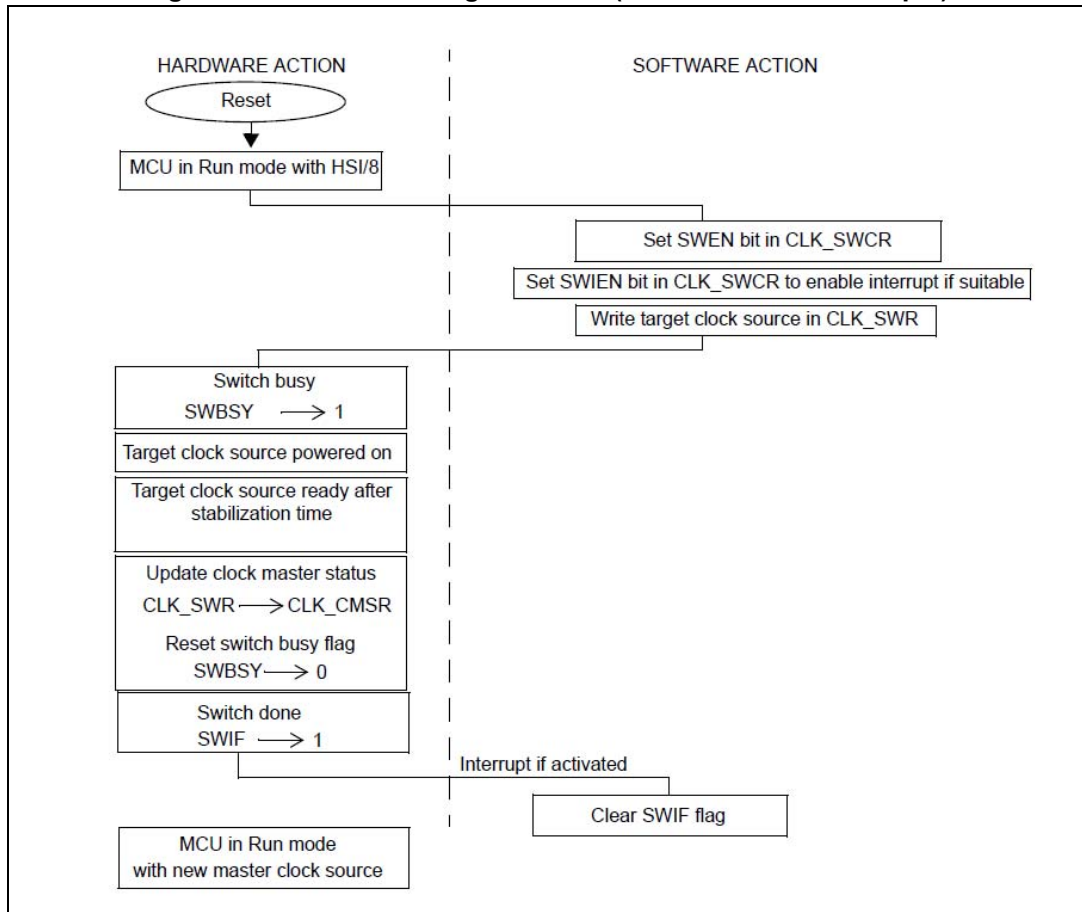 HARDWARE ACTION
SOFTWARE ACTION
Reset
MCU in Run mode with HSI/8
Set SWEN bit in CLK_SWCR
Set SWIEN bit in CLK_SWCR to enable interrupt if suitable
Write target clock source in CLK_SWR
Switch busy
SWBSY → 1
Target clock source powered on
Target clock source ready after
stabilization time
Update clock master status
CLK_SWR → CLK_CMSR
Reset switch busy flag
SWBSY → 0
Switch done
SWIF → 1
Interrupt if activated
Clear SWIF flag
MCU in Run mode
with new master clock source